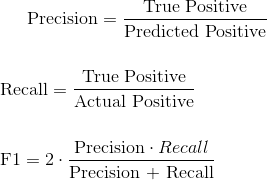 Precision = True Positive / Predicted Positive
Recall = True Positive / Actual Positive
F1 = 2 · Precision · Recall / Precision + Recall